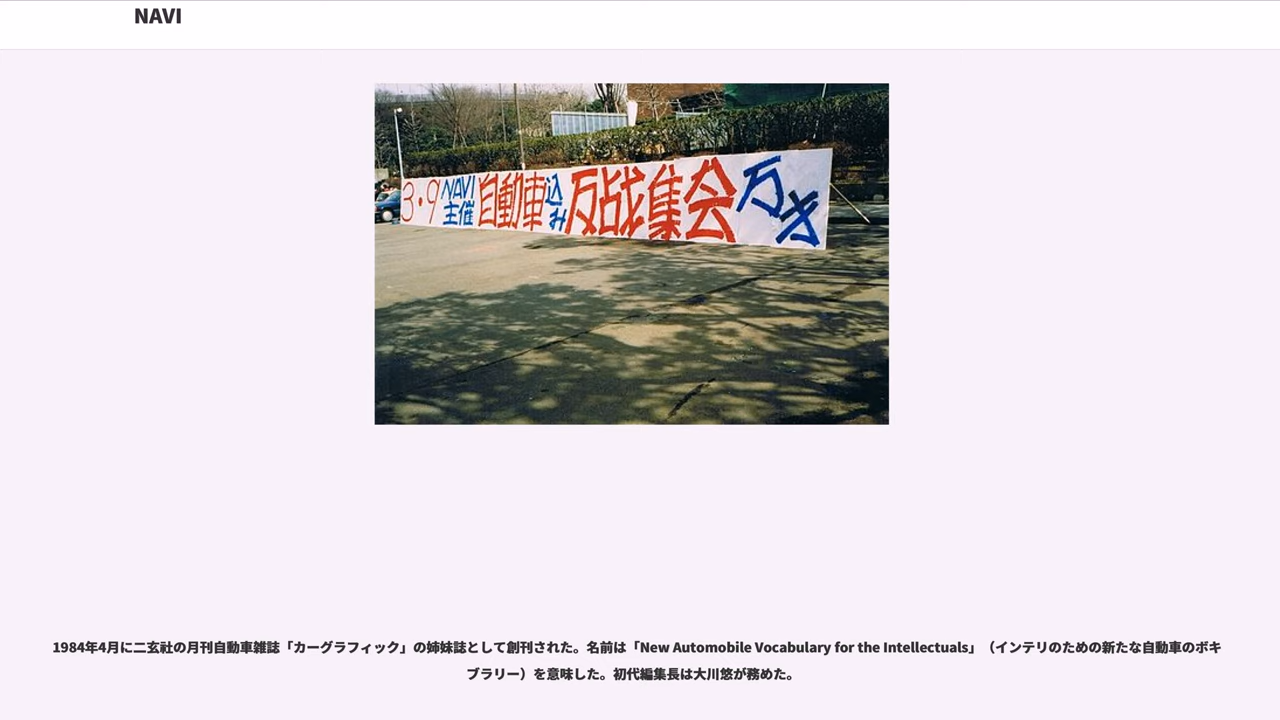 NAVI
3・9 NAVI主催 自動車込み 反戦集会 万才
1984年4月に二玄社の月刊自動車雑誌「カーグラフィック」の姉妹誌として創刊された。名前は「New Automobile Vocabulary for the Intellectuals」（インテリのための新たな自動車のボキ
ブラリー）を意味した。初代編集長は大川悠が務めた。